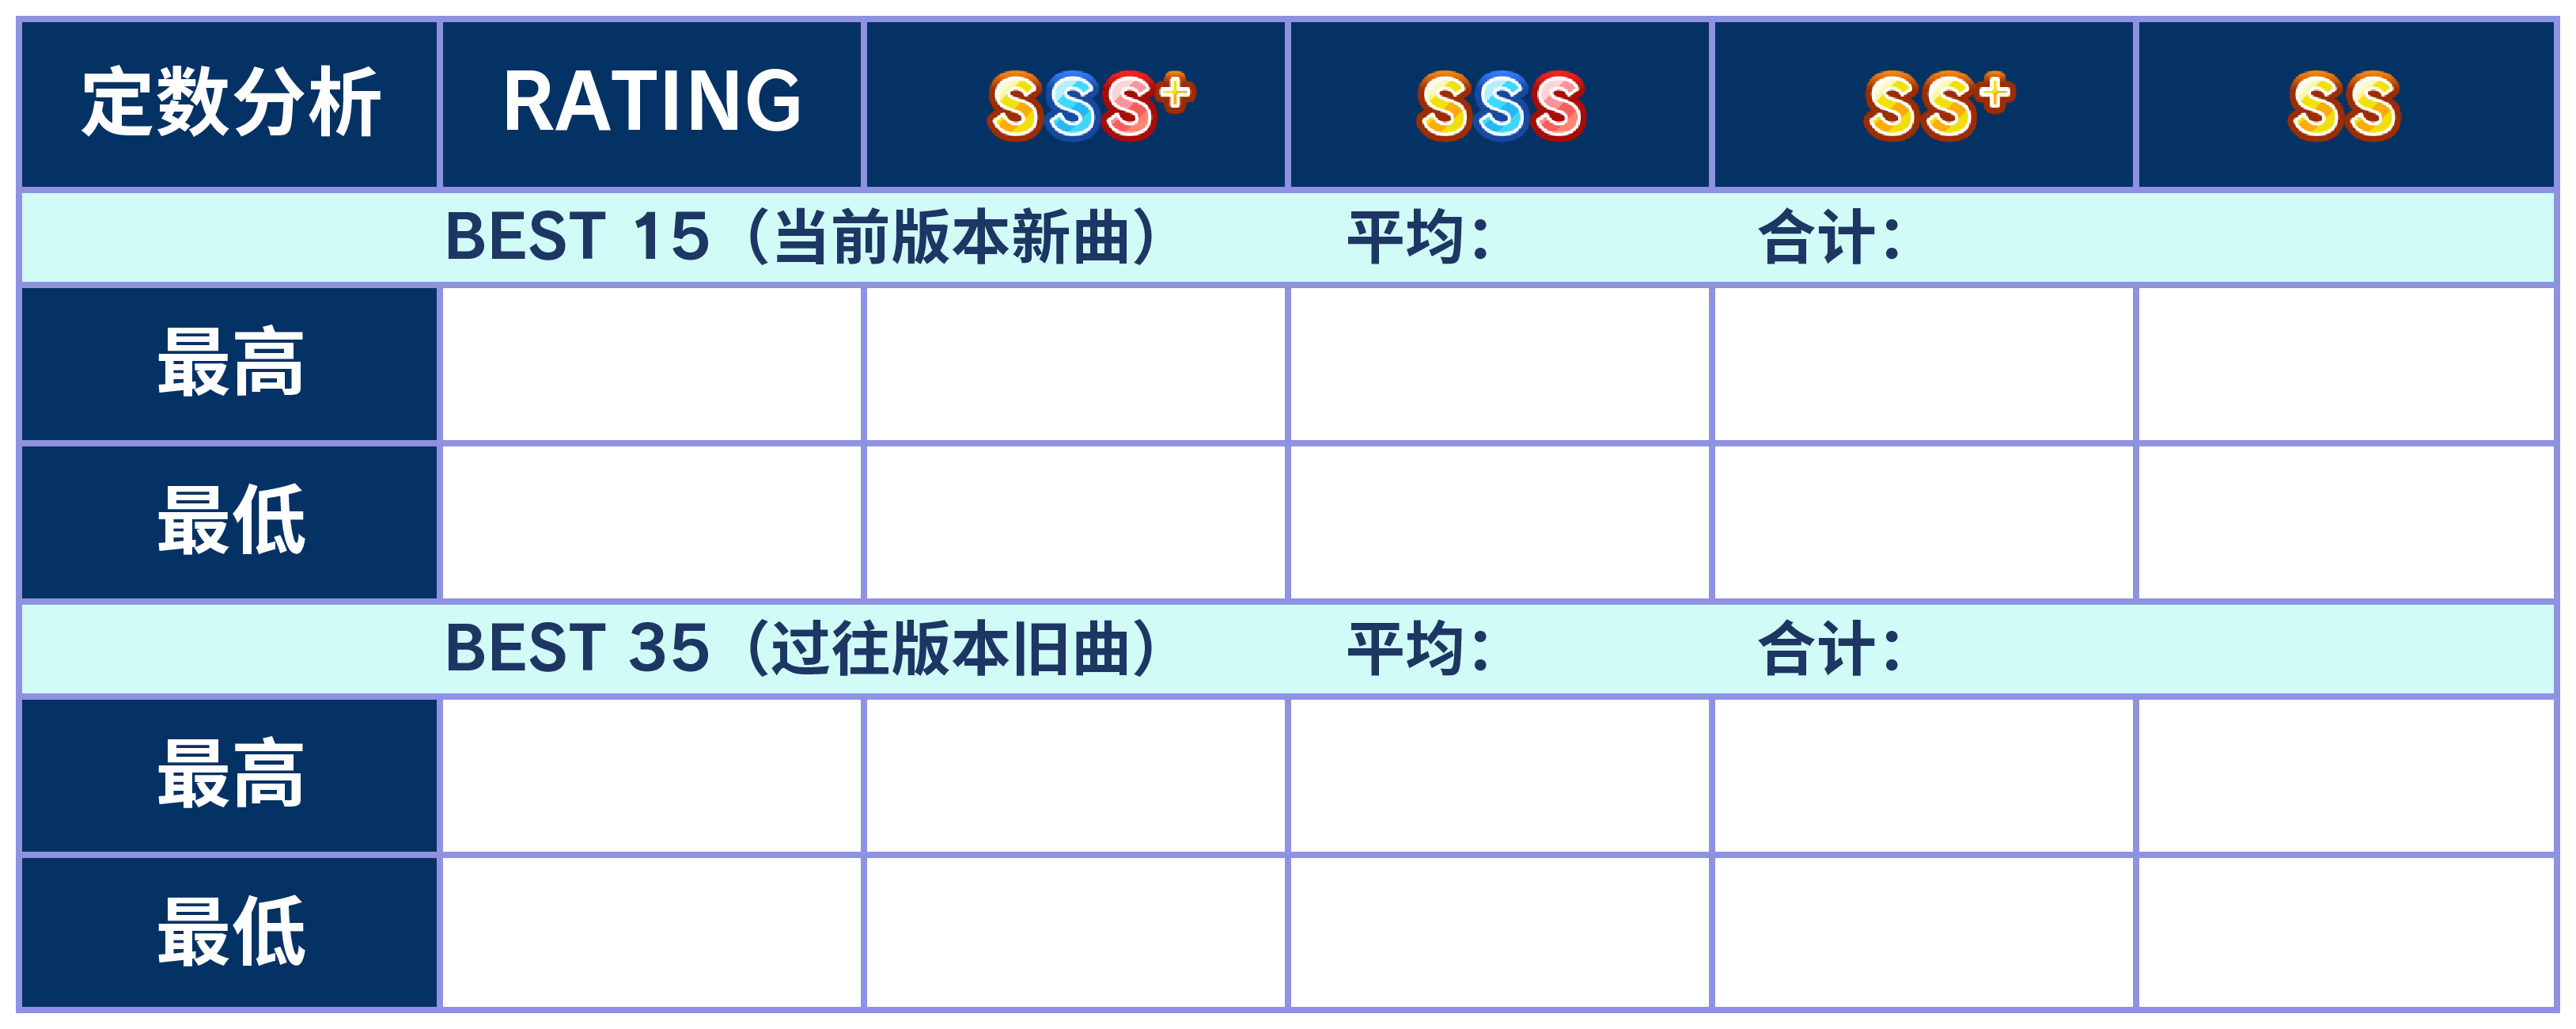 定数分析 RATING SSS+ SSS SS+ SS
BEST 15（当前版本新曲） 平均： 合计：
最高
最低
BEST 35（过往版本旧曲） 平均： 合计：
最高
最低